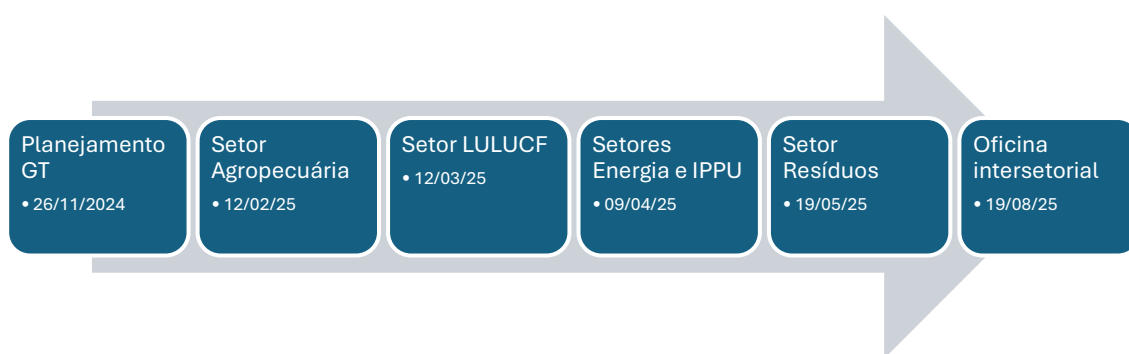 Planejamento
GT
• 26/11/2024
Setor
Agropecuária
• 12/02/25
Setor LULUCF
• 12/03/25
Setores
Energia e IPPU
• 09/04/25
Setor
Resíduos
• 19/05/25
Oficina
intersetorial
• 19/08/25